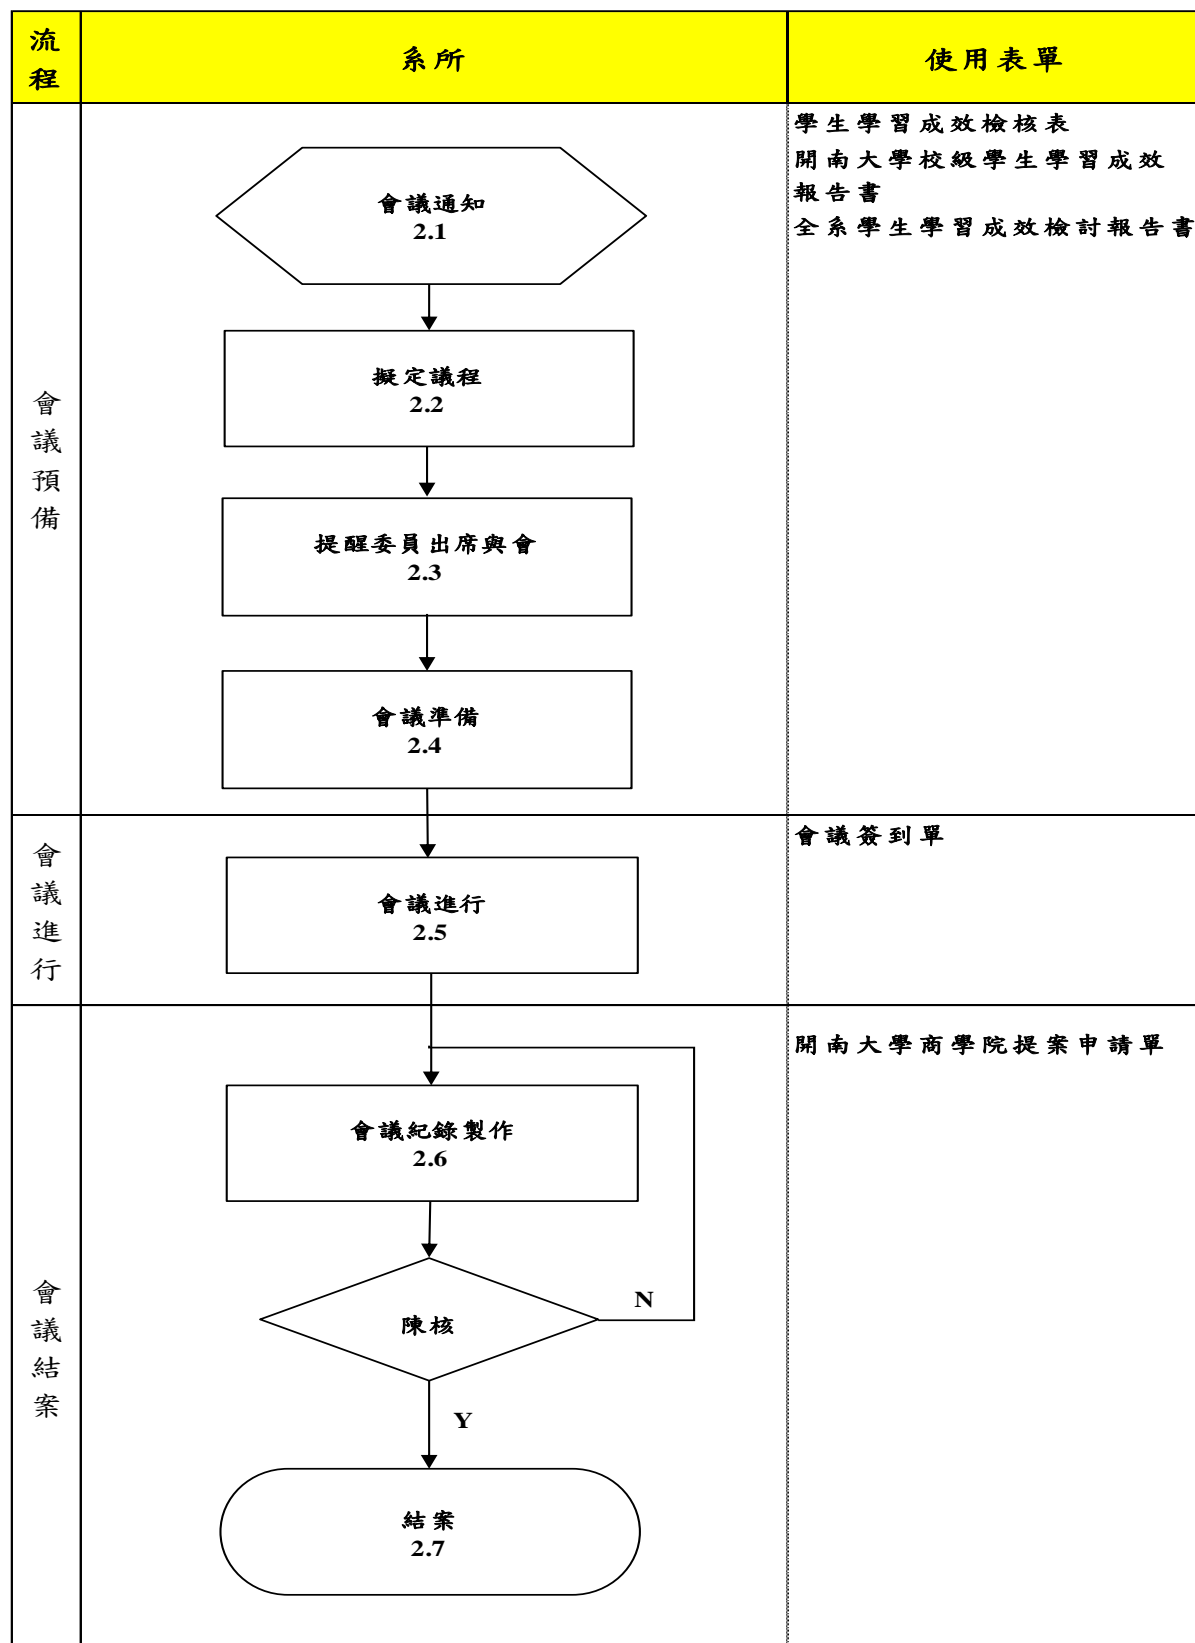 流程
系所
使用表單
會議預備
會議通知
2.1
擬定議程
2.2
提醒委員出席與會
2.3
會議準備
2.4
學生學習成效檢核表
開南大學校級學生學習成效
報告書
全系學生學習成效檢討報告書
會議進行
會議進行
2.5
會議簽到單
會議結案
會議紀錄製作
2.6
陳核
N
Y
結案
2.7
開南大學商學院提案申請單